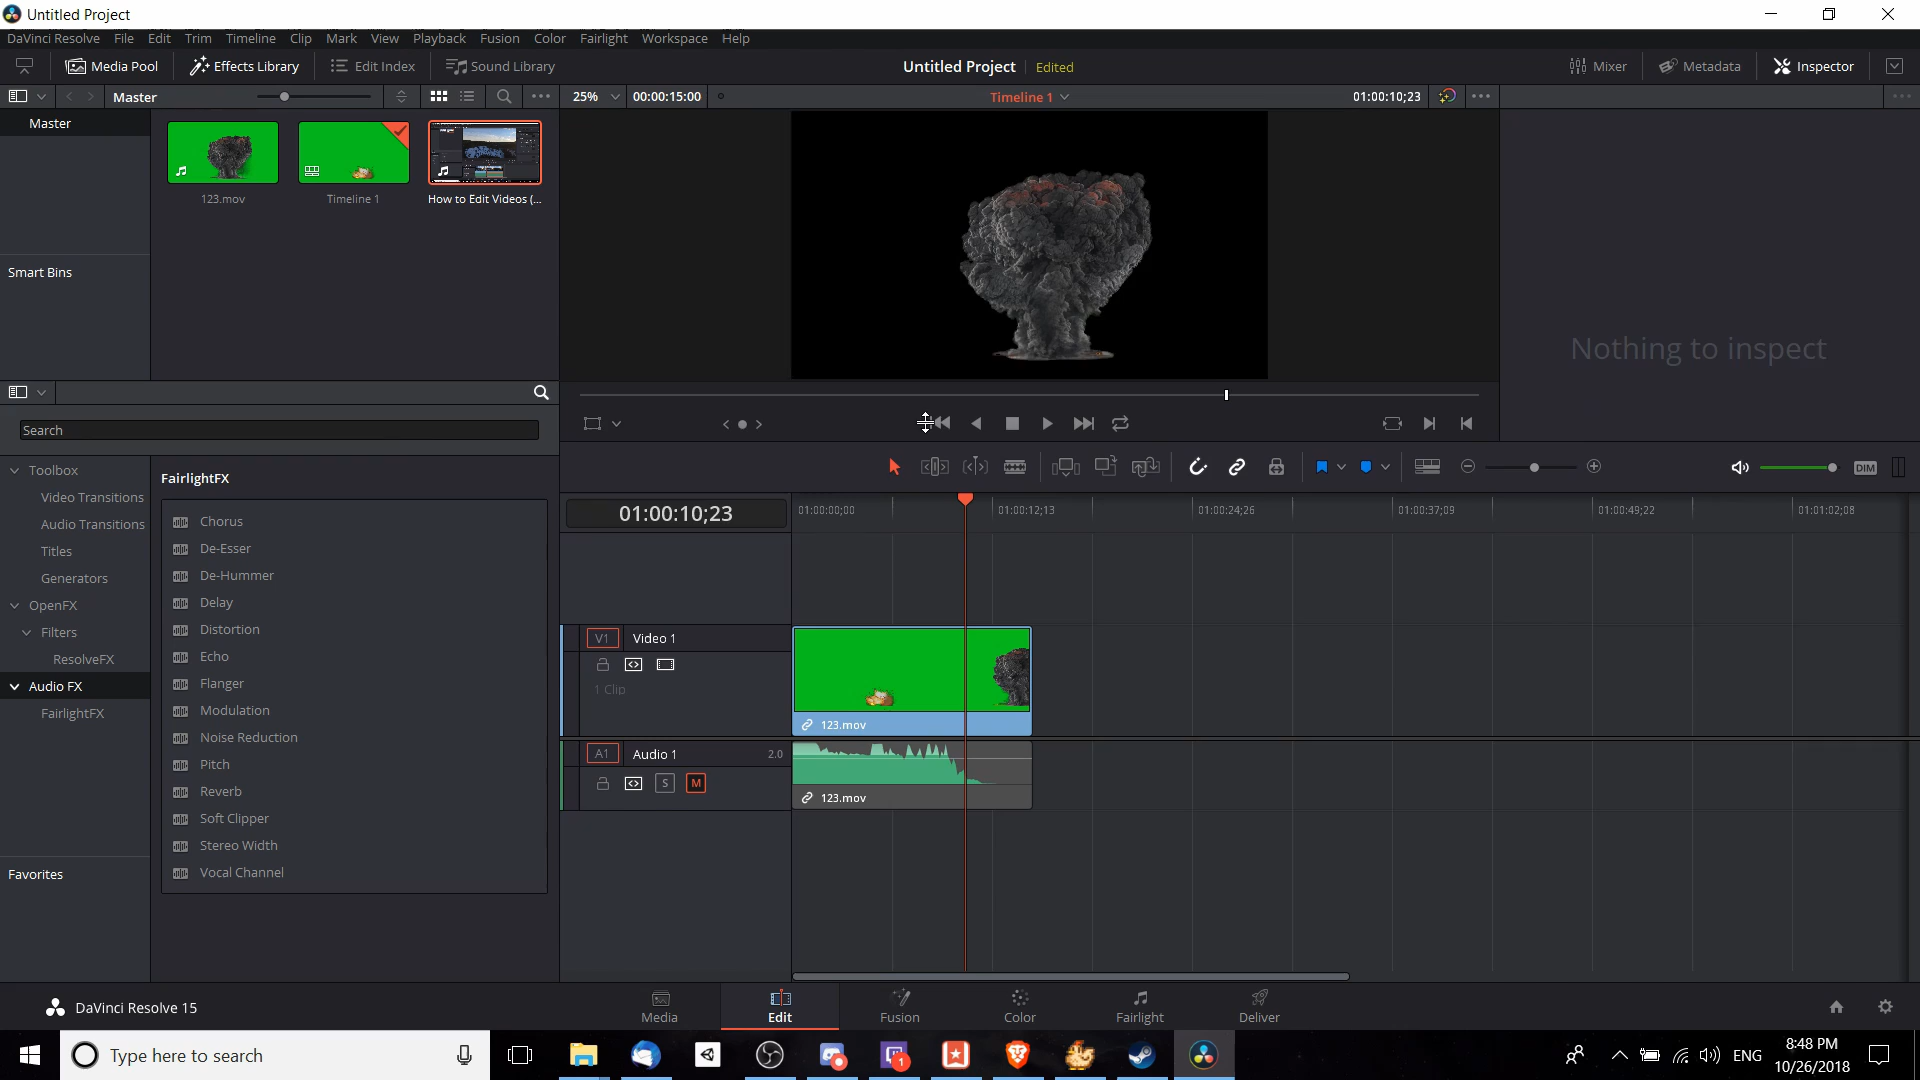 Untitled Project
DaVinci Resolve File Edit Trim Timeline Clip Mark View Playback Fusion Color Fairlight Workspace Help
Media Pool Effects Library Edit Index Sound Library Untitled Project Edited Mixer Metadata Inspector
Master 25% 00:00:15:00 Timeline 1 01:00:10;23
Master
123.mov Timeline 1 How to Edit Videos (...
Smart Bins
Nothing to inspect
Search
Toolbox
Video Transitions
Audio Transitions
Titles
Generators
OpenFX
Filters
ResolveFX
Audio FX
FairlightFX
Favorites
FairlightFX
Chorus
De-Esser
De-Hummer
Delay
Distortion
Echo
Flanger
Modulation
Noise Reduction
Pitch
Reverb
Soft Clipper
Stereo Width
Vocal Channel
DIM
01:00:10;23 01:00:00;00 01:00:12;13 01:00:24;26 01:00:37;09 01:00:49;22 01:01:02;08
V1 Video 1
1 Clip
123.mov
A1 Audio 1 2.0
S M
123.mov
DaVinci Resolve 15
Media Edit Fusion Color Fairlight Deliver
Type here to search
1
ENG
8:48 PM
10/26/2018